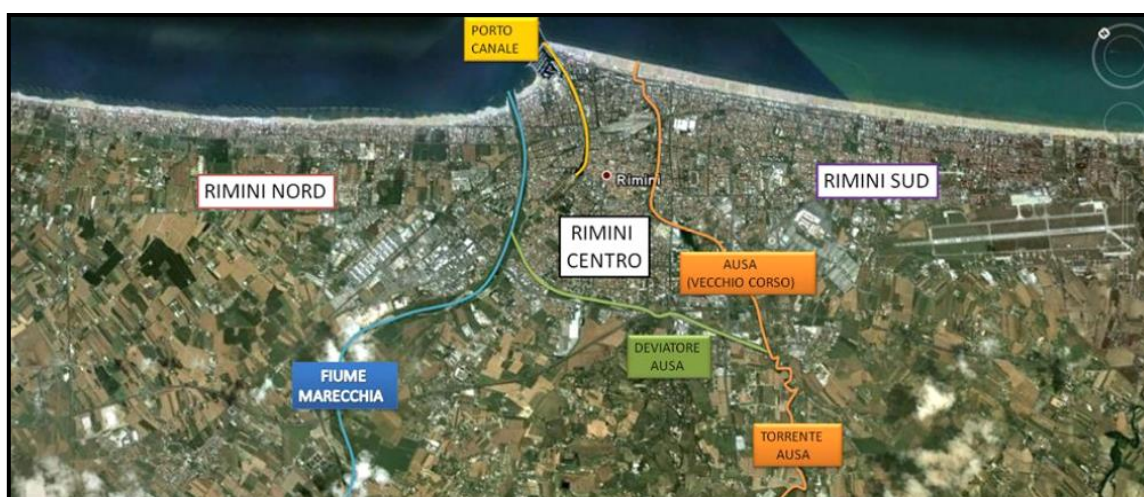 PORTO
CANALE
RIMINI NORD
Rimini
RIMINI SUD
RIMINI
CENTRO
AUSA
(VECCHIO CORSO)
DEVIATORE
AUSA
FIUME
MARECCHIA
TORRENTE
AUSA